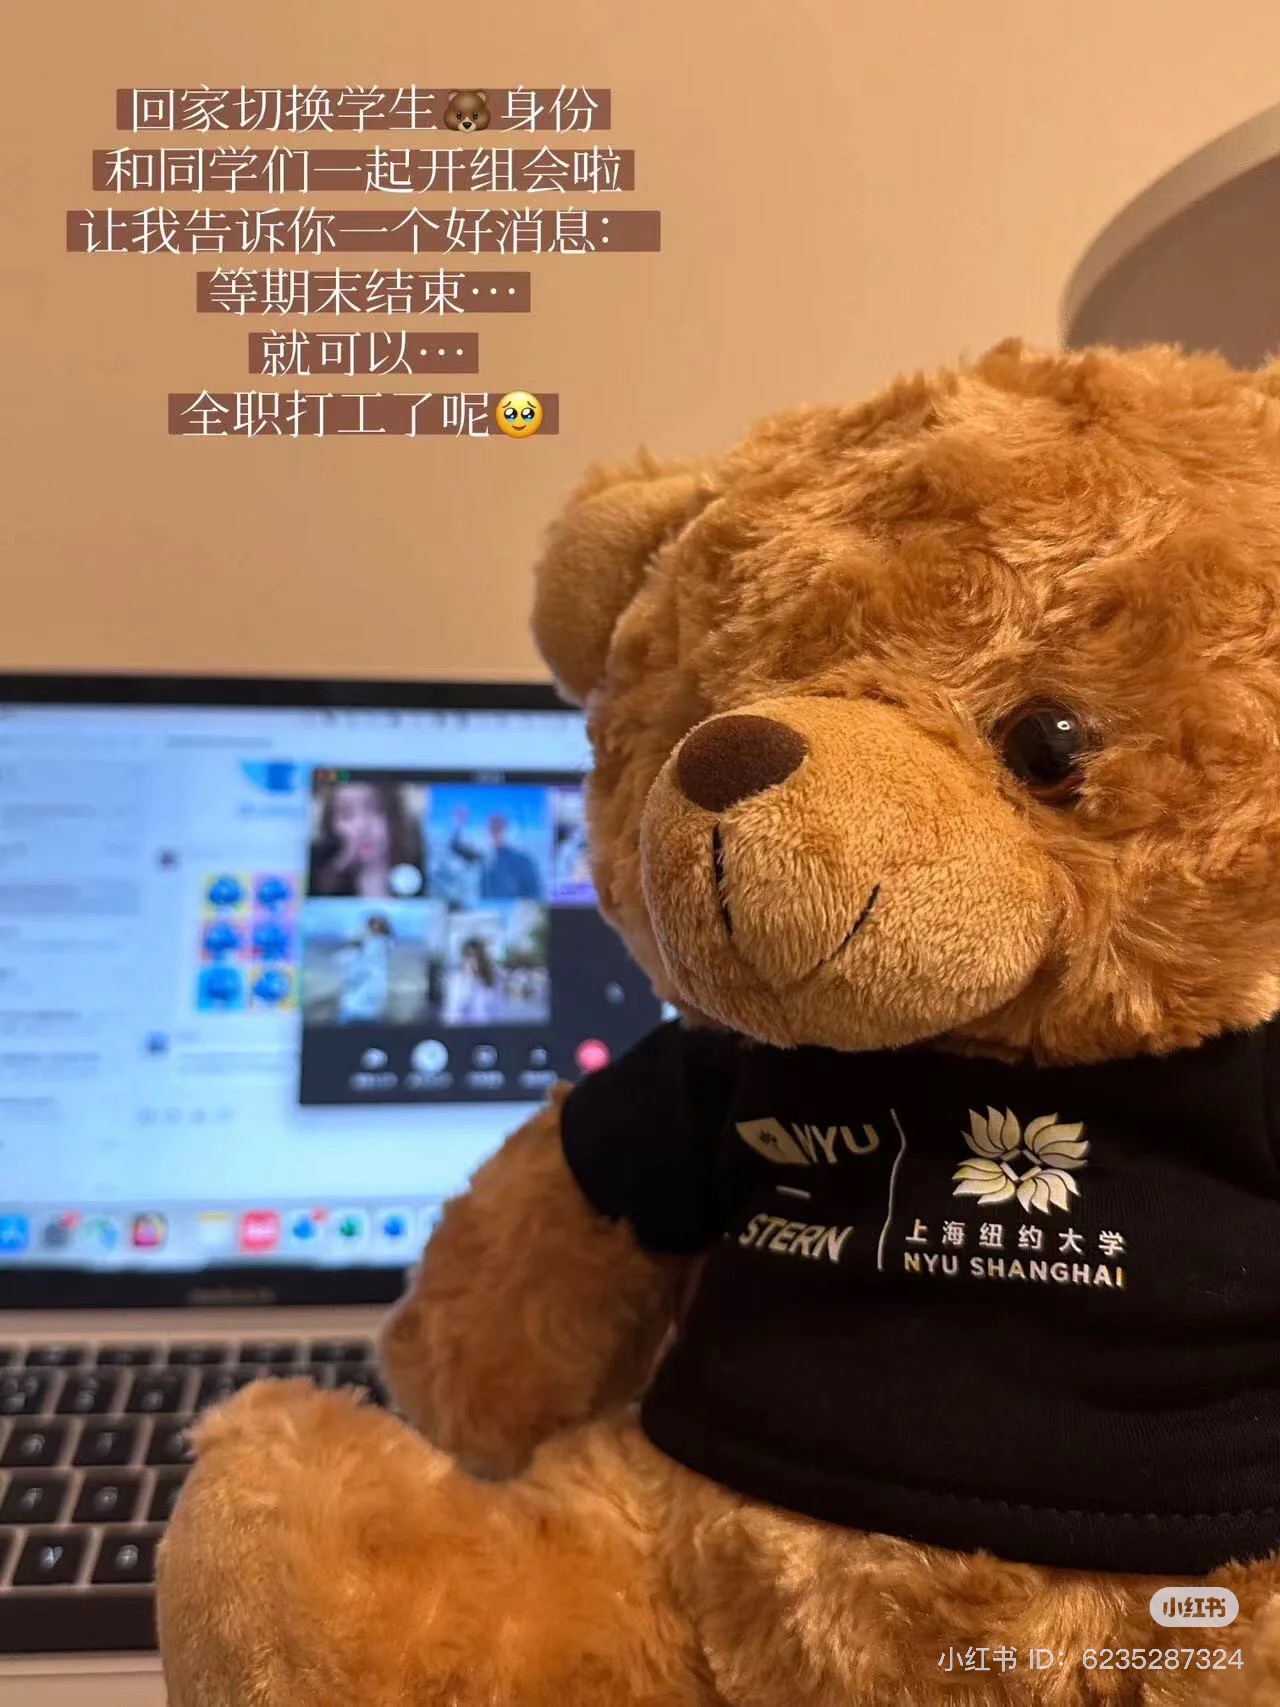 回家切换学生🐻身份
和同学们一起开组会啦
让我告诉你一个好消息：
等期末结束…
就可以…
全职打工了呢🥹
NYU
STERN
上海纽约大学
NYU SHANGHAI
小红书
小红书 ID：6235287324